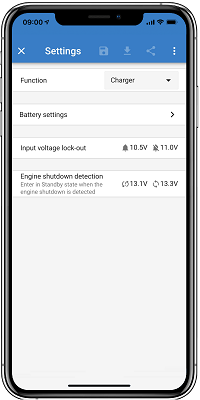 09:00
Settings
Function
Charger
Battery settings
Input voltage lock-out 10.5V 11.0V
Engine shutdown detection
Enter in Standby state when the
engine shutdown is detected
13.1V 13.3V